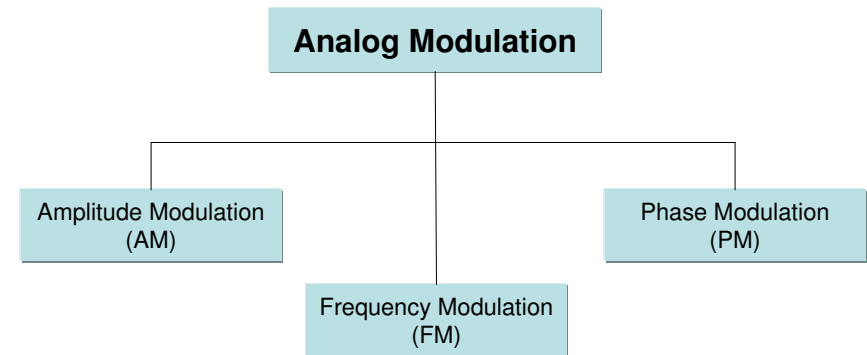 Analog Modulation
Amplitude Modulation
(AM)
Phase Modulation
(PM)
Frequency Modulation
(FM)